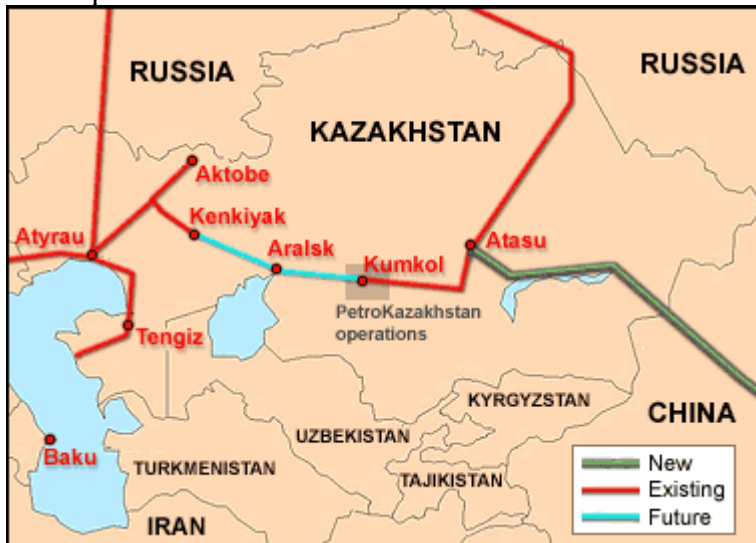 RUSSIA
RUSSIA
KAZAKHSTAN
Aktobe
Kenkiyak
Atyrau
Aralsk
Atasu
Kumkol
PetroKazakhstan
operations
Tengiz
KYRGYZSTAN
CHINA
UZBEKISTAN
Baku
TURKMENISTAN
TAJIKISTAN
IRAN
New
Existing
Future